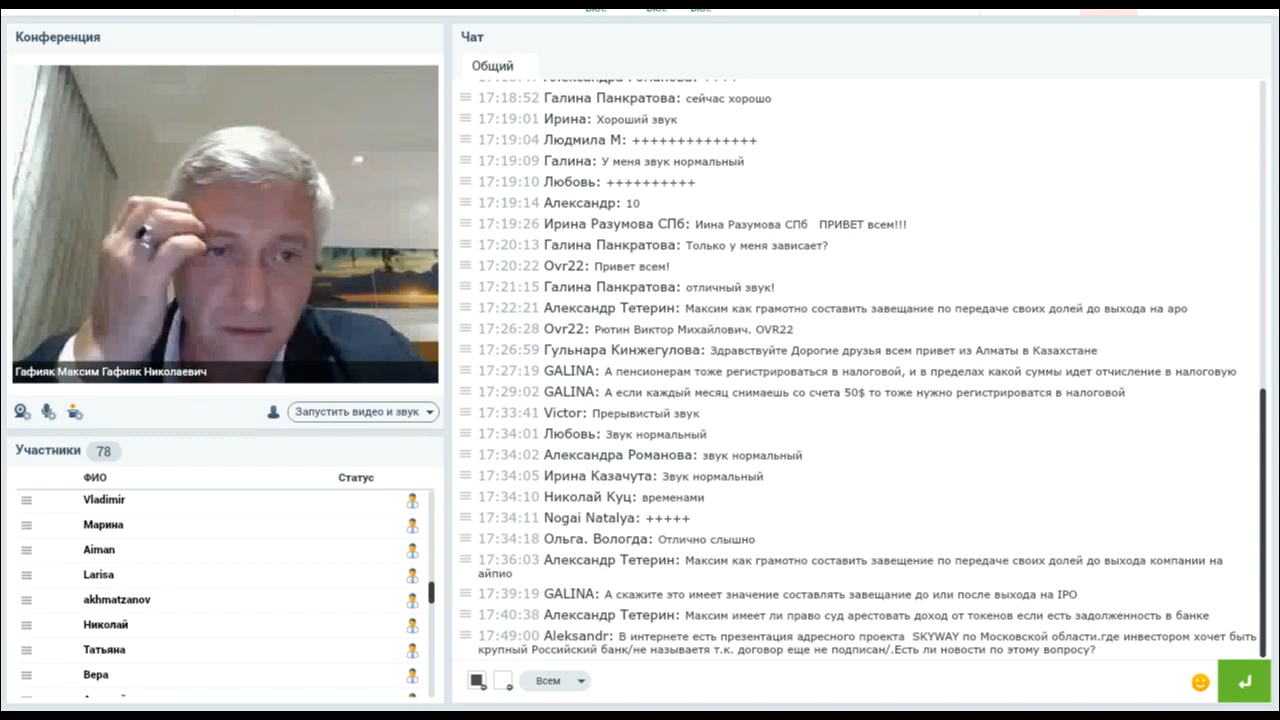 Конференция
Гафияк Максим Гафияк Николаевич
Запустить видео и звук
Участники 78
ФИО Статус
Vladimir
Марина
Aiman
Larisa
akhmatzanov
Николай
Татьяна
Вера
Чат
Общий
17:18:52 Галина Панкратова: сейчас хорошо
17:19:01 Ирина: Хороший звук
17:19:04 Людмила М: ++++++++++++++
17:19:09 Галина: У меня звук нормальный
17:19:10 Любовь: ++++++++++
17:19:14 Александр: 10
17:19:26 Ирина Разумова СПб: Иина Разумова СПб ПРИВЕТ всем!!!
17:20:13 Галина Панкратова: Только у меня зависает?
17:20:22 Ovr22: Привет всем!
17:21:15 Галина Панкратова: отличный звук!
17:22:21 Александр Тетерин: Максим как грамотно составить завещание по передаче своих долей до выхода на аро
17:26:28 Ovr22: Рютин Виктор Михайлович. OVR22
17:26:59 Гульнара Кинжегулова: Здравствуйте Дорогие друзья всем привет из Алматы в Казахстане
17:27:19 GALINA: А пенсионерам тоже регистрироваться в налоговой, и в пределах какой суммы идет отчисление в налоговую
17:29:02 GALINA: А если каждый месяц снимаешь со счета 50$ то тоже нужно регистрироватся в налоговой
17:33:41 Victor: Прерывистый звук
17:34:01 Любовь: Звук нормальный
17:34:02 Александра Романова: звук нормальный
17:34:05 Ирина Казачута: Звук нормальный
17:34:10 Николай Куц: временами
17:34:11 Nogai Natalya: +++++
17:34:18 Ольга. Вологда: Отлично слышно
17:36:03 Александр Тетерин: Максим как грамотно составить завещание по передаче своих долей до выхода компании на
айпио
17:39:19 GALINA: А скажите это имеет значение составлять завещание до или после выхода на IPO
17:40:38 Александр Тетерин: Максим имеет ли право суд арестовать доход от токенов если есть задолженность в банке
17:49:00 Aleksandr: В интернете есть презентация адресного проекта SKYWAY по Московской области.где инвестором хочет быть
крупный Российский банк/не называетя т.к. договор еще не подписан/.Есть ли новости по этому вопросу?
Всем